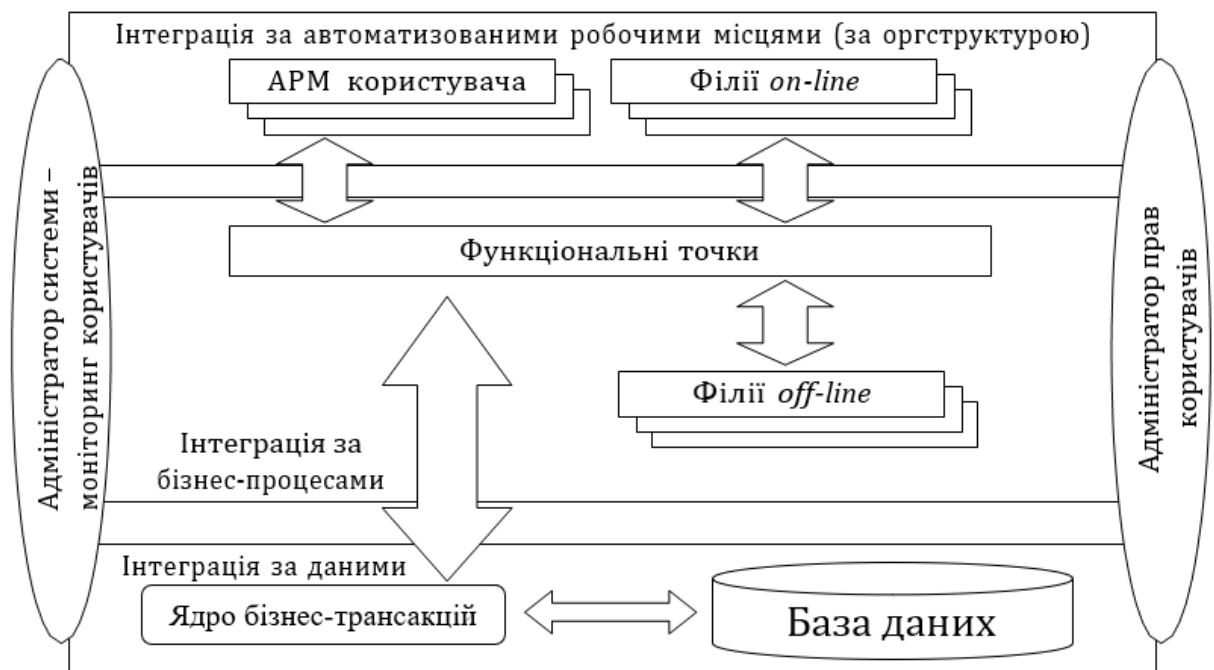 Інтеграція за автоматизованими робочими місцями (за оргструктурою)
АРМ користувача
Філії on-line
Адміністратор системи –
моніторинг користувачів
Функціональні точки
Адміністратор прав
користувачів
Філії off-line
Інтеграція за
бізнес-процесами
Інтеграція за даними
Ядро бізнес-трансакцій
База даних